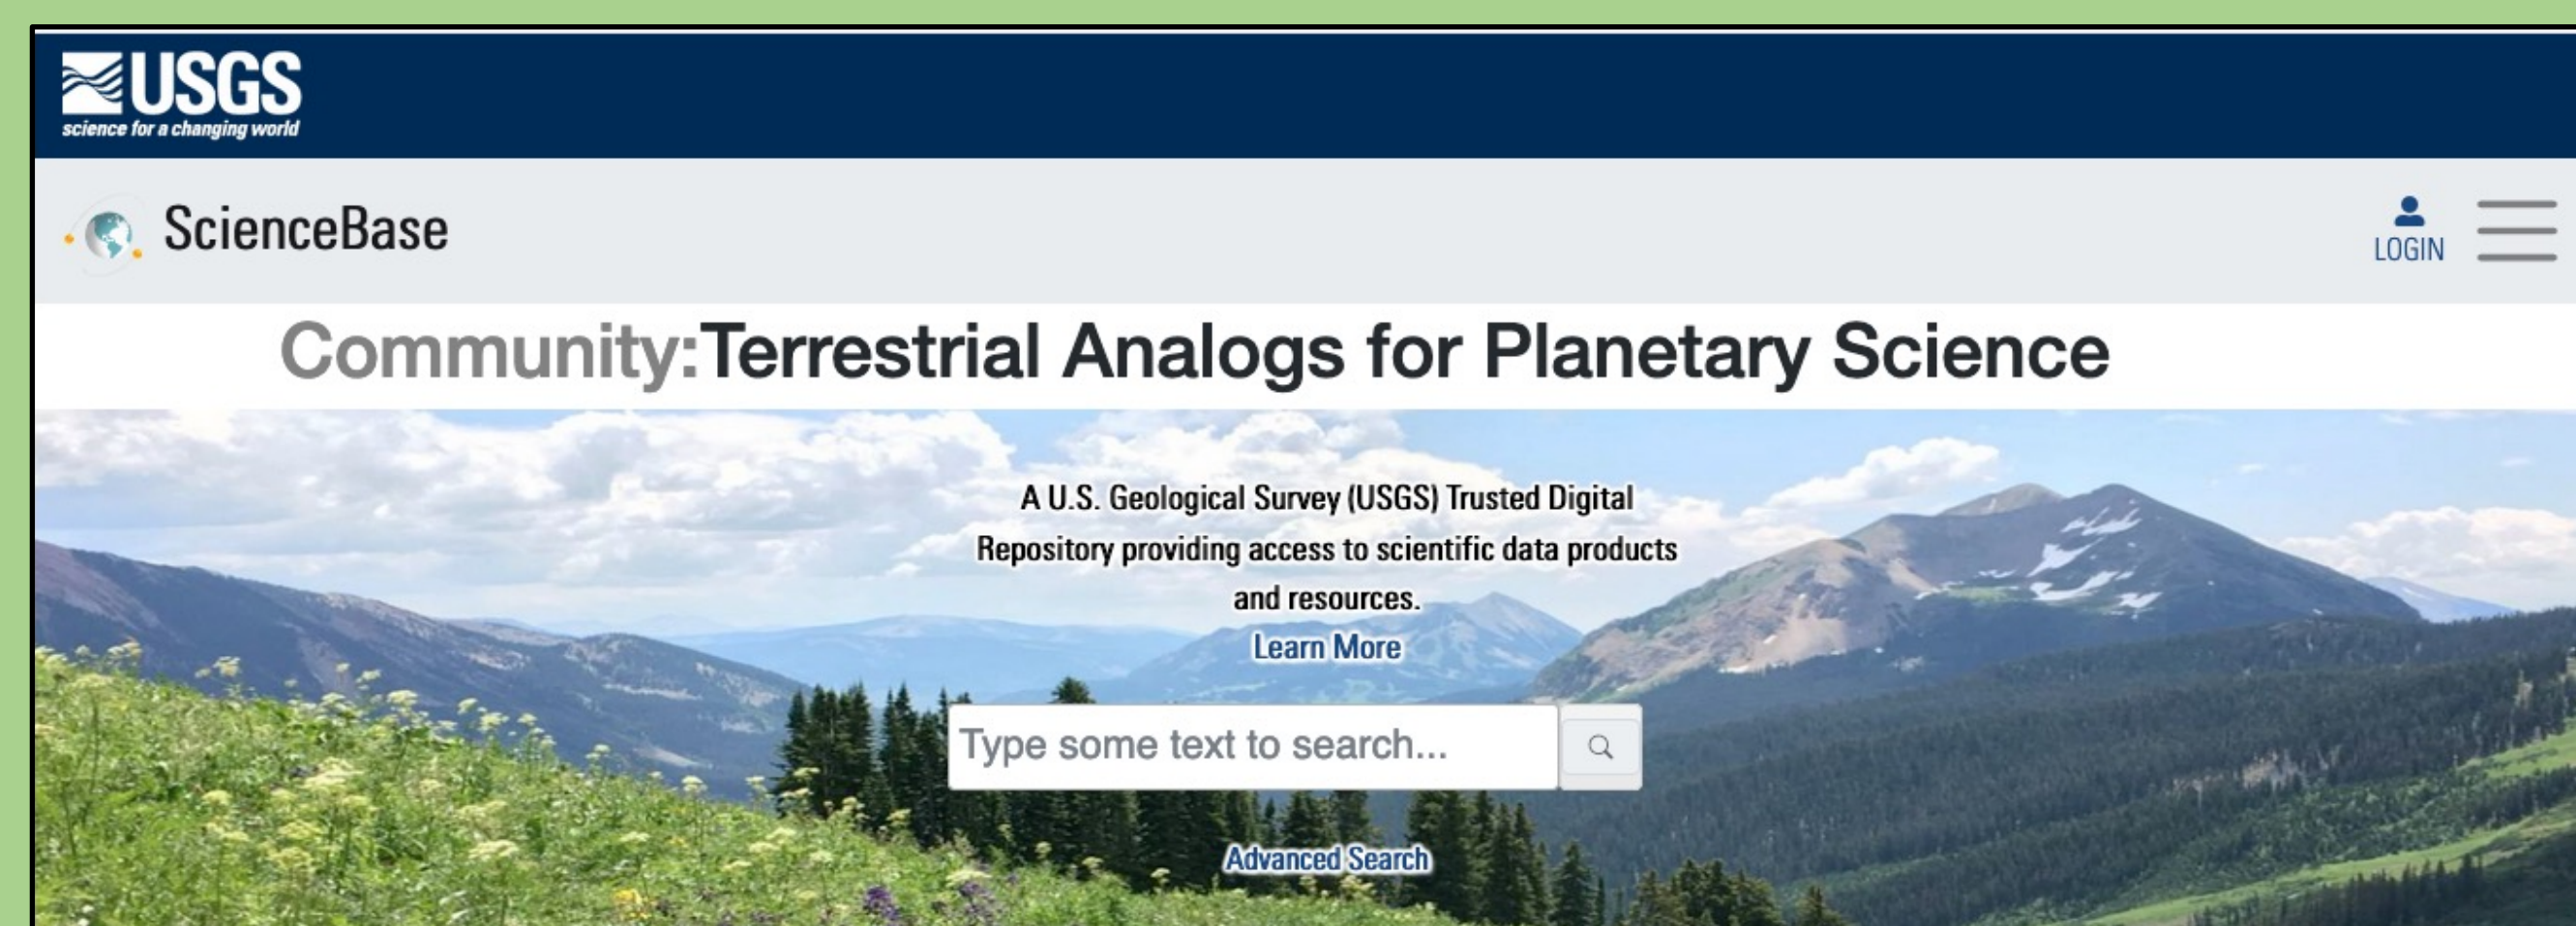 USGS
science for a changing world
ScienceBase
LOGIN
Community:Terrestrial Analogs for Planetary Science
A U.S. Geological Survey (USGS) Trusted Digital
Repository providing access to scientific data products
and resources.
Learn More
Type some text to search...
Advanced Search